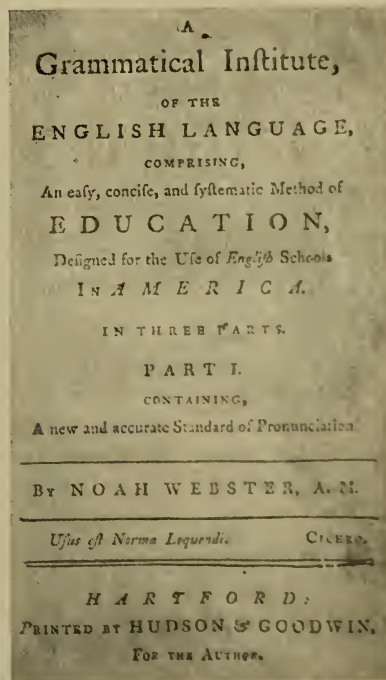 A
Grammatical Inſtitute,
OF THE
ENGLISH LANGUAGE,
COMPRISING,
An eaſy, conciſe, and ſyſtematic Method of
EDUCATION,
Deſigned for the Uſe of Engliſh Schools
IN AMERICA.
IN THREE PARTS.
PART I.
CONTAINING,
A new and accurate Standard of Pronunciation
BY NOAH WEBSTER, A. M.
Uſus eſt Norma Loquendi. CICERO.
HARTFORD:
PRINTED BY HUDSON & GOODWIN,
FOR THE AUTHOR.